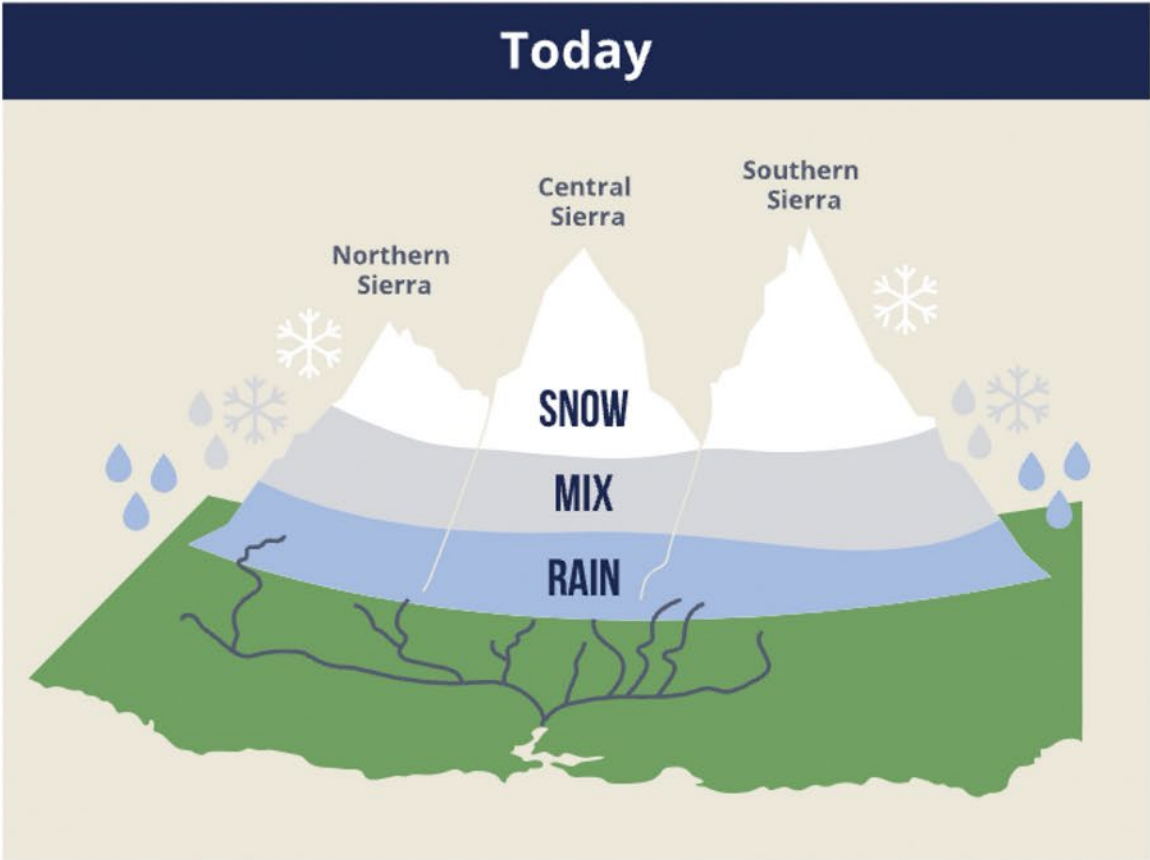 Today
Northern
Sierra
Central
Sierra
Southern
Sierra
SNOW
MIX
RAIN